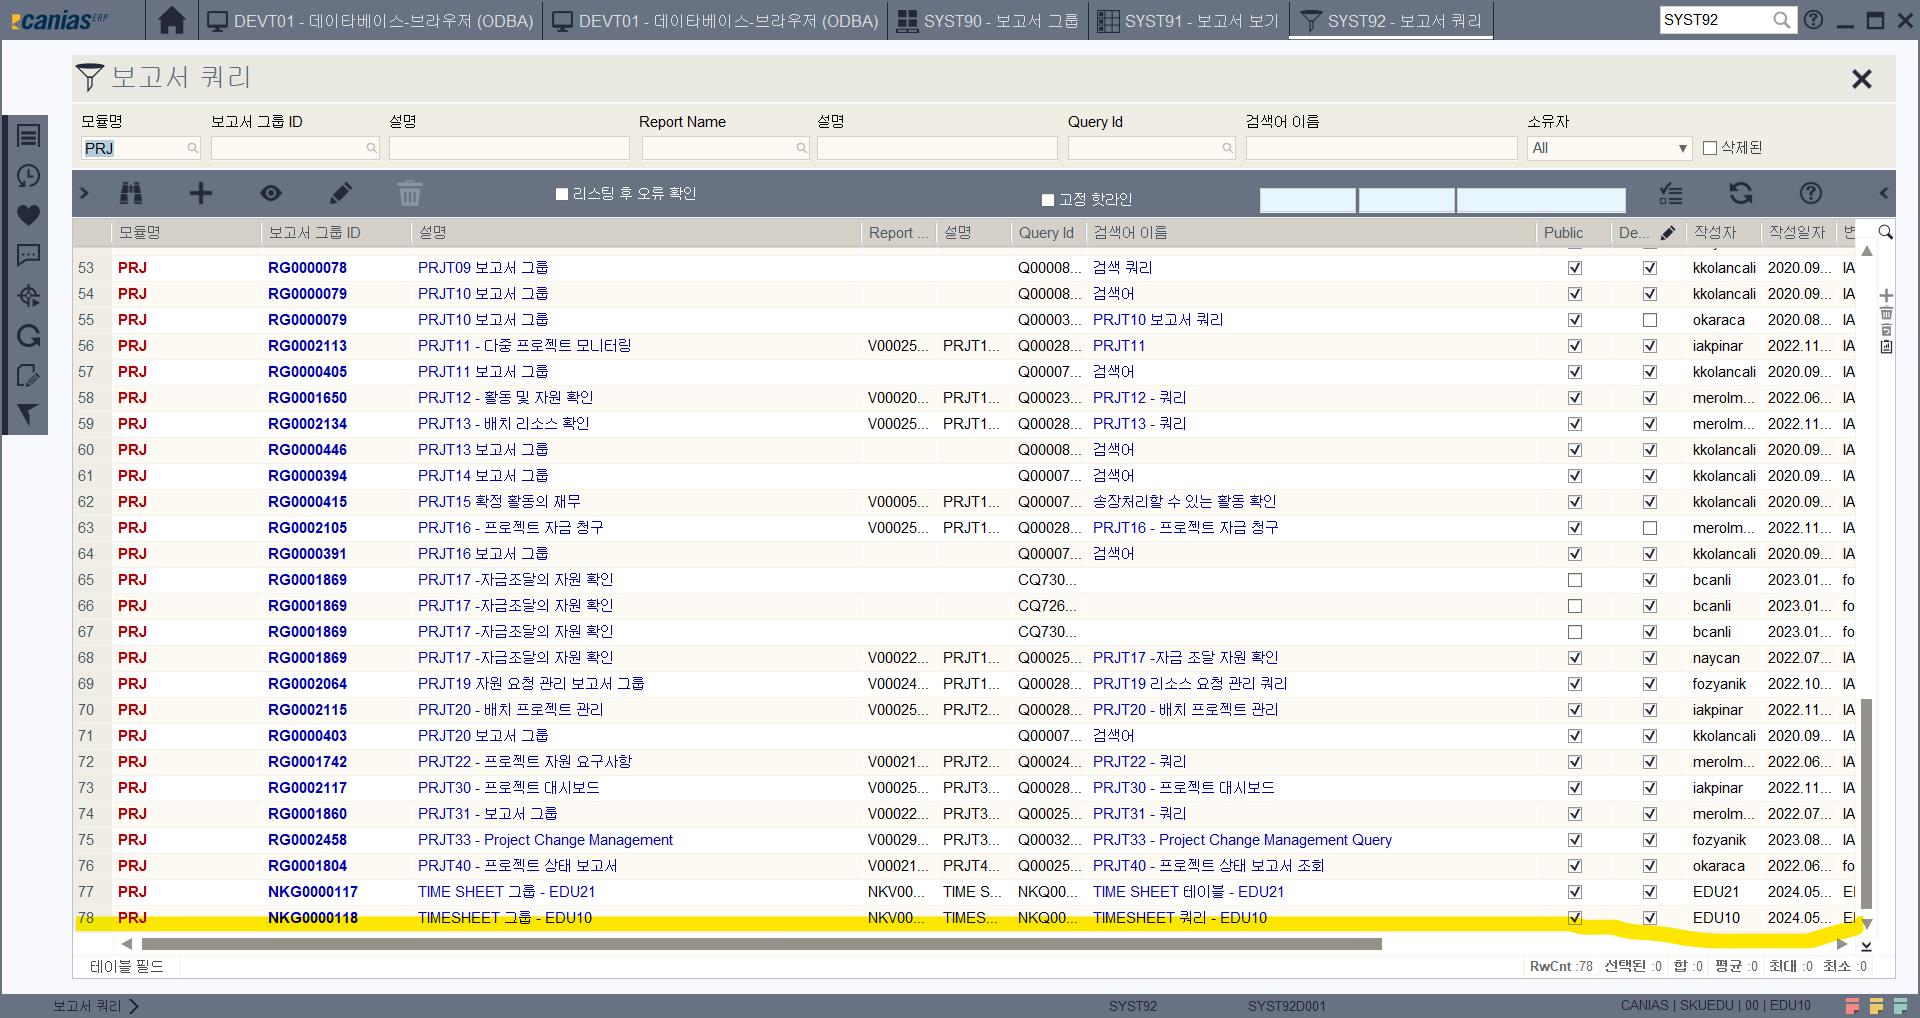 caniasERP
DEVT01 - 데이타베이스-브라우저 (ODBA)
DEVT01 - 데이타베이스-브라우저 (ODBA)
SYST90 - 보고서 그룹
SYST91 - 보고서 보기
SYST92 - 보고서 쿼리
SYST92
보고서 쿼리
모듈명 보고서 그룹 ID 설명 Report Name 설명 Query Id 검색어 이름 소유자
PRJ All 삭제된
리스팅 후 오류 확인 고정 핫라인
모듈명 보고서 그룹 ID 설명 Report ... 설명 Query Id 검색어 이름 Public De... 작성자 작성일자
53 PRJ RG0000078 PRJT09 보고서 그룹 Q00008... 검색 쿼리 kkolancali 2020.09... IA
54 PRJ RG0000079 PRJT10 보고서 그룹 Q00008... 검색어 kkolancali 2020.09... IA
55 PRJ RG0000079 PRJT10 보고서 그룹 Q00003... PRJT10 보고서 쿼리 okaraca 2020.08... IA
56 PRJ RG0002113 PRJT11 - 다중 프로젝트 모니터링 V00025... PRJT1... Q00028... PRJT11 iakpinar 2022.11... IA
57 PRJ RG0000405 PRJT11 보고서 그룹 Q00007... 검색어 kkolancali 2020.09... IA
58 PRJ RG0001650 PRJT12 - 활동 및 자원 확인 V00020... PRJT1... Q00023... PRJT12 - 쿼리 merolm... 2022.06... IA
59 PRJ RG0002134 PRJT13 - 배치 리소스 확인 V00025... PRJT1... Q00028... PRJT13 - 쿼리 merolm... 2022.11... IA
60 PRJ RG0000446 PRJT13 보고서 그룹 Q00008... 검색어 kkolancali 2020.09... IA
61 PRJ RG0000394 PRJT14 보고서 그룹 Q00007... 검색어 kkolancali 2020.09... IA
62 PRJ RG0000415 PRJT15 확정 활동의 재무 V00005... PRJT1... Q00007... 송장처리할 수 있는 활동 확인 kkolancali 2020.09... IA
63 PRJ RG0002105 PRJT16 - 프로젝트 자금 청구 V00025... PRJT1... Q00028... PRJT16 - 프로젝트 자금 청구 merolm... 2022.11... IA
64 PRJ RG0000391 PRJT16 보고서 그룹 Q00007... 검색어 kkolancali 2020.09... IA
65 PRJ RG0001869 PRJT17 -자금조달의 자원 확인 CQ730... bcanli 2023.01... fo
66 PRJ RG0001869 PRJT17 -자금조달의 자원 확인 CQ726... bcanli 2023.01... fo
67 PRJ RG0001869 PRJT17 -자금조달의 자원 확인 CQ730... bcanli 2023.01... fo
68 PRJ RG0001869 PRJT17 -자금조달의 자원 확인 V00022... PRJT1... Q00025... PRJT17 -자금 조달 자원 확인 naycan 2022.07... IA
69 PRJ RG0002064 PRJT19 자원 요청 관리 보고서 그룹 V00024... PRJT1... Q00028... PRJT19 리소스 요청 관리 쿼리 fozyanik 2022.10... IA
70 PRJ RG0002115 PRJT20 - 배치 프로젝트 관리 V00025... PRJT2... Q00028... PRJT20 - 배치 프로젝트 관리 iakpinar 2022.11... IA
71 PRJ RG0000403 PRJT20 보고서 그룹 Q00007... 검색어 kkolancali 2020.09... IA
72 PRJ RG0001742 PRJT22 - 프로젝트 자원 요구사항 V00021... PRJT2... Q00024... PRJT22 - 쿼리 merolm... 2022.06... IA
73 PRJ RG0002117 PRJT30 - 프로젝트 대시보드 V00025... PRJT3... Q00028... PRJT30 - 프로젝트 대시보드 iakpinar 2022.11... IA
74 PRJ RG0001860 PRJT31 - 보고서 그룹 V00022... PRJT3... Q00025... PRJT31 - 쿼리 merolm... 2022.07... IA
75 PRJ RG0002458 PRJT33 - Project Change Management V00029... PRJT3... Q00032... PRJT33 - Project Change Management Query fozyanik 2023.08... IA
76 PRJ RG0001804 PRJT40 - 프로젝트 상태 보고서 V00021... PRJT4... Q00025... PRJT40 - 프로젝트 상태 보고서 조회 okaraca 2022.06... fo
77 PRJ NKG0000117 TIME SHEET 그룹 - EDU21 NKV00... TIME S... NKQ00... TIME SHEET 테이블 - EDU21 EDU21 2024.05...
78 PRJ NKG0000118 TIMESHEET 그룹 - EDU10 NKV00... TIMES... NKQ00... TIMESHEET 쿼리 - EDU10 EDU10 2024.05...
테이블 필드 RwCnt :78 선택된 :0 합 :0 평균 :0 최대 :0 최소 :0
보고서 쿼리 SYST92 SYST92D001 CANIAS | SKUEDU | 00 | EDU10